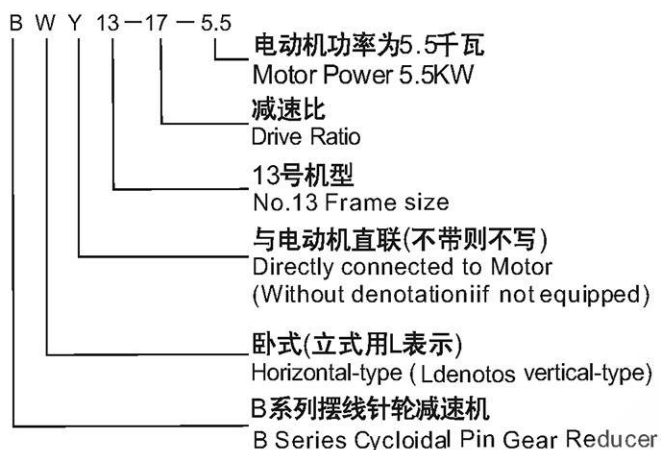 B W Y 13－17－5.5
电动机功率为5.5千瓦
Motor Power 5.5KW
减速比
Drive Ratio
13号机型
No.13 Frame size
与电动机直联(不带则不写)
Directly connected to Motor
(Without denotationiif not equipped)
卧式(立式用L表示)
Horizontal-type (Ldenotos vertical-type)
B系列摆线针轮减速机
B Series Cycloidal Pin Gear Reducer